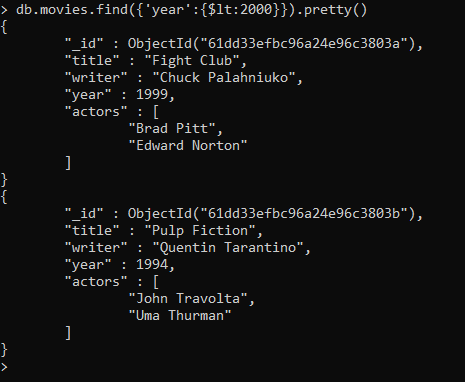 > db.movies.find({'year':{$lt:2000}}).pretty()
{
        "_id" : ObjectId("61dd33efbc96a24e96c3803a"),
        "title" : "Fight Club",
        "writer" : "Chuck Palahniuko",
        "year" : 1999,
        "actors" : [
                "Brad Pitt",
                "Edward Norton"
        ]
}
{
        "_id" : ObjectId("61dd33efbc96a24e96c3803b"),
        "title" : "Pulp Fiction",
        "writer" : "Quentin Tarantino",
        "year" : 1994,
        "actors" : [
                "John Travolta",
                "Uma Thurman"
        ]
}
>